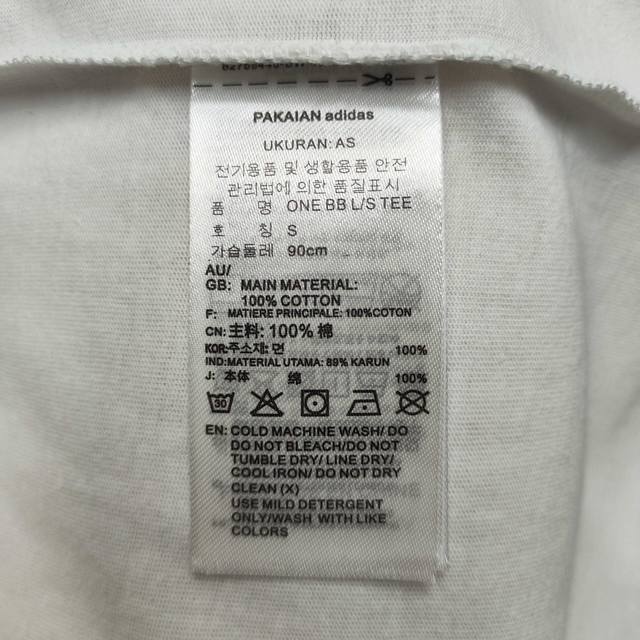 PAKAIAN adidas
UKURAN: AS
전기용품 및 생활용품 안전
관리법에 의한 품질표시
품 명 ONE BB L/S TEE
호 칭 S
가슴둘레 90cm
AU/
GB: MAIN MATERIAL:
100% COTTON
F: MATIERE PRINCIPALE: 100%COTON
CN: 主料: 100% 棉
KOR:주소재: 면 100%
IND:MATERIAL UTAMA: 89% KARUN
J: 本体 绵 100%
30
EN: COLD MACHINE WASH/ DO
DO NOT BLEACH/DO NOT
TUMBLE DRY/ LINE DRY/
COOL IRON/ DO NOT DRY
CLEAN (X)
USE MILD DETERGENT
ONLY/WASH WITH LIKE
COLORS